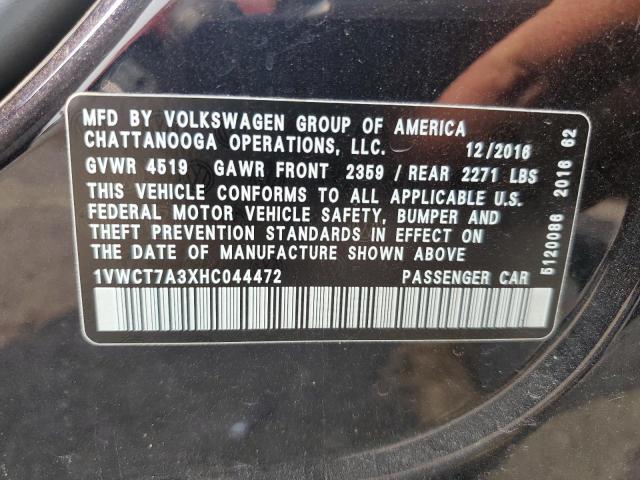 MFD BY VOLKSWAGEN GROUP OF AMERICA
CHATTANOOGA OPERATIONS, LLC. 12/2016
GVWR 4519 GAWR FRONT 2359 / REAR 2271 LBS
THIS VEHICLE CONFORMS TO ALL APPLICABLE U.S.
FEDERAL MOTOR VEHICLE SAFETY, BUMPER AND
THEFT PREVENTION STANDARDS IN EFFECT ON
THE DATE OF MANUFACTURE SHOWN ABOVE
1VWCT7A3XHC044472 PASSENGER CAR
5120086 2016 62